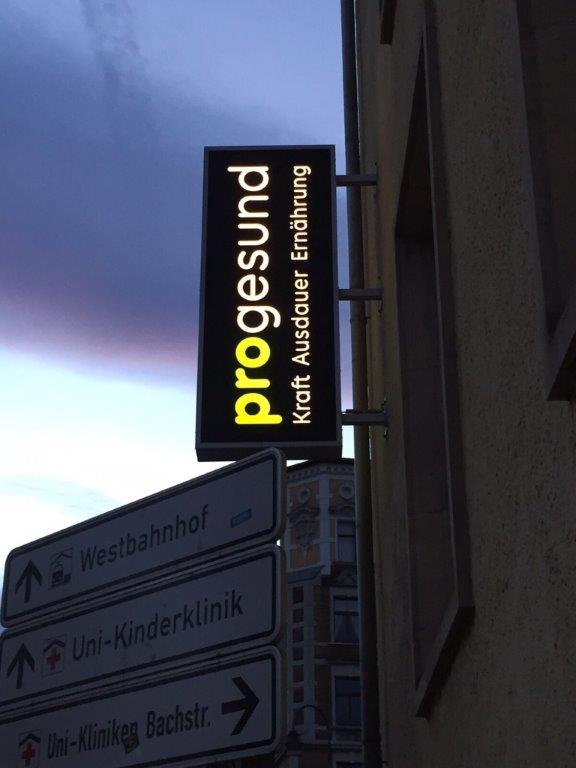 progesund
Kraft Ausdauer Ernährung
Westbahnhof
Uni-Kinderklinik
Uni-Kliniken Bachstr.